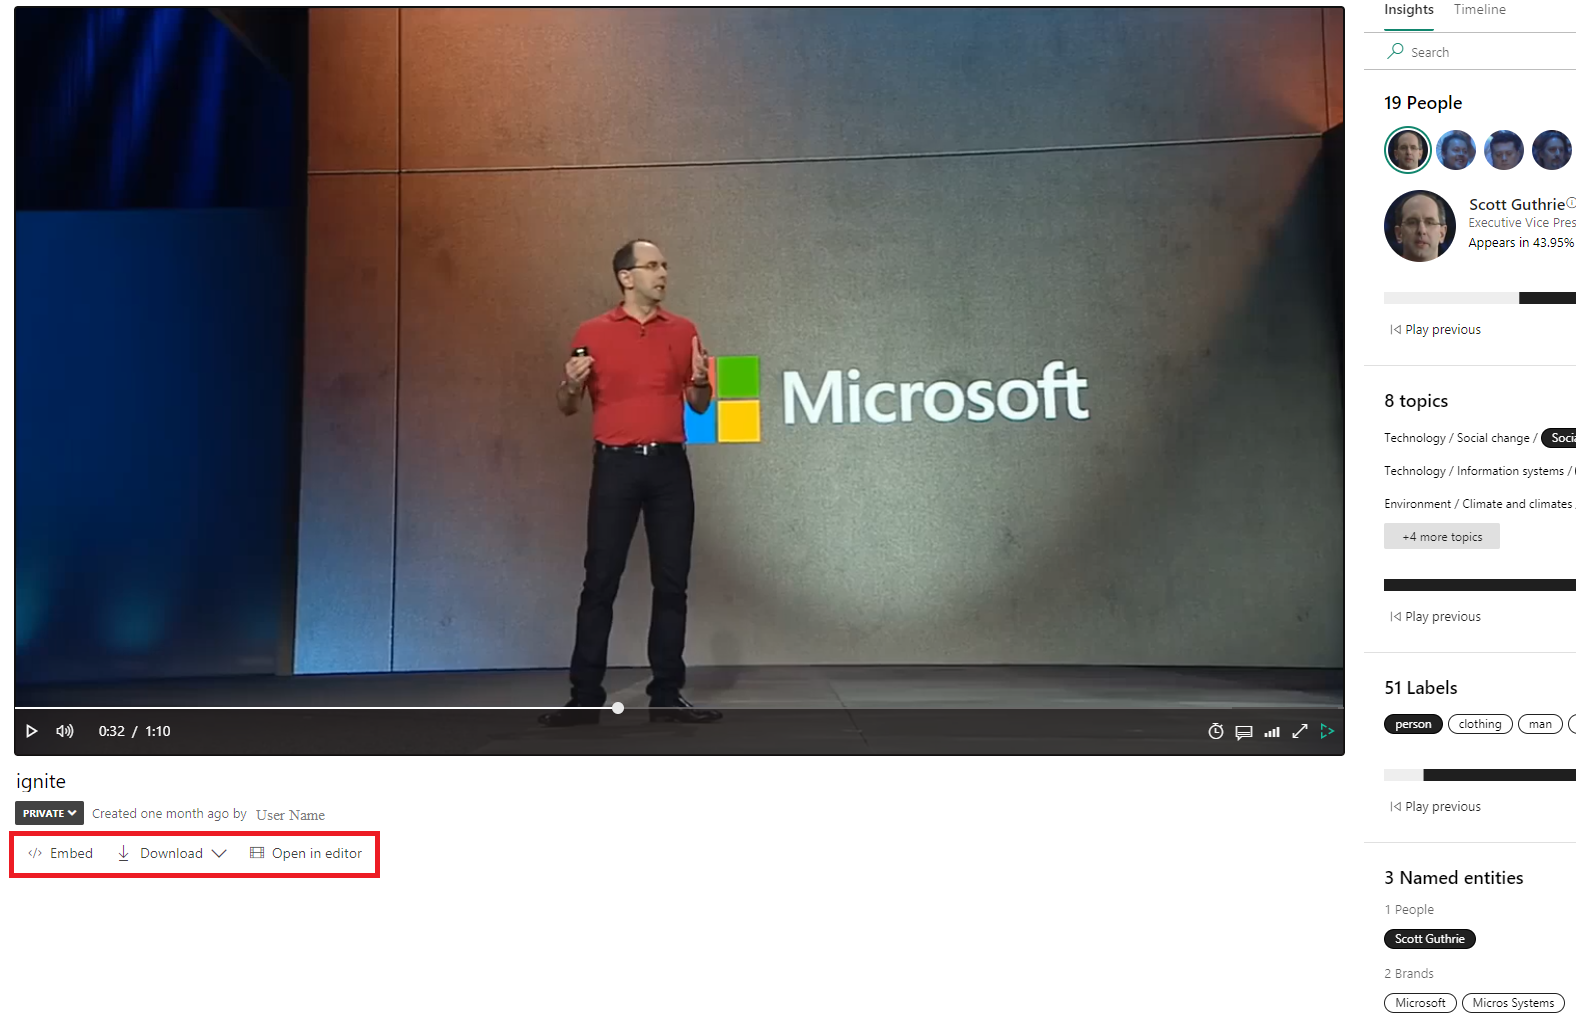 Insights Timeline
Search
19 People
Scott Guthrie
Executive Vice Pres
Appears in 43.95%
Play previous
8 topics
Technology / Social change / Socia
Technology / Information systems /
Environment / Climate and climates
+4 more topics
Play previous
51 Labels
person clothing man
Play previous
3 Named entities
1 People
Scott Guthrie
2 Brands
Microsoft Micros Systems
Microsoft
0:32 / 1:10
ignite
PRIVATE Created one month ago by User Name
</> Embed Download Open in editor